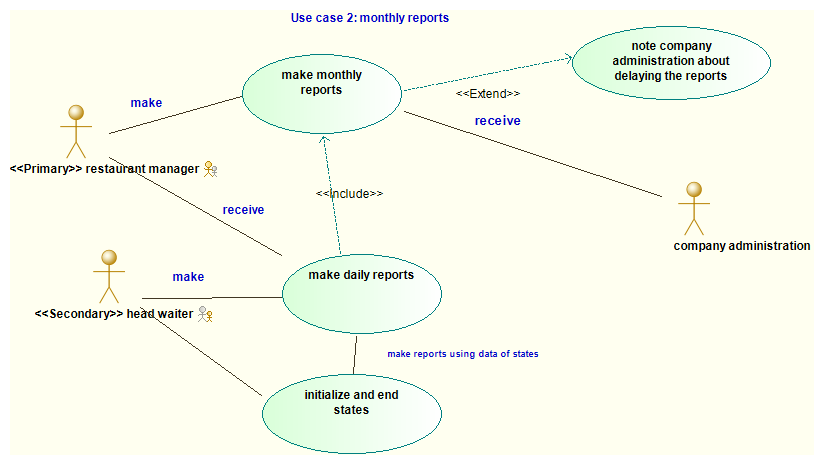 Use case 2: monthly reports
note company
administration about
delaying the reports
make monthly
reports
<<Extend>>
make
receive
<<Primary>> restaurant manager
<<Include>>
receive
company administration
make daily reports
make
<<Secondary>> head waiter
make reports using data of states
initialize and end
states